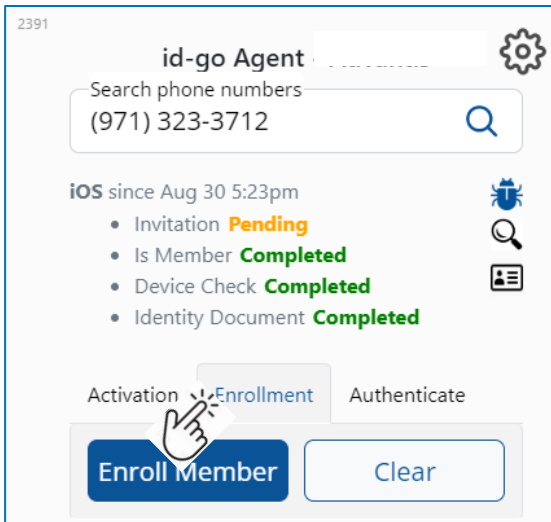 2391
id-go Agent -
Search phone numbers
(971) 323-3712
iOS since Aug 30 5:23pm
Invitation Pending
Is Member Completed
Device Check Completed
Identity Document Completed
Activation Enrollment Authenticate
Enroll Member Clear